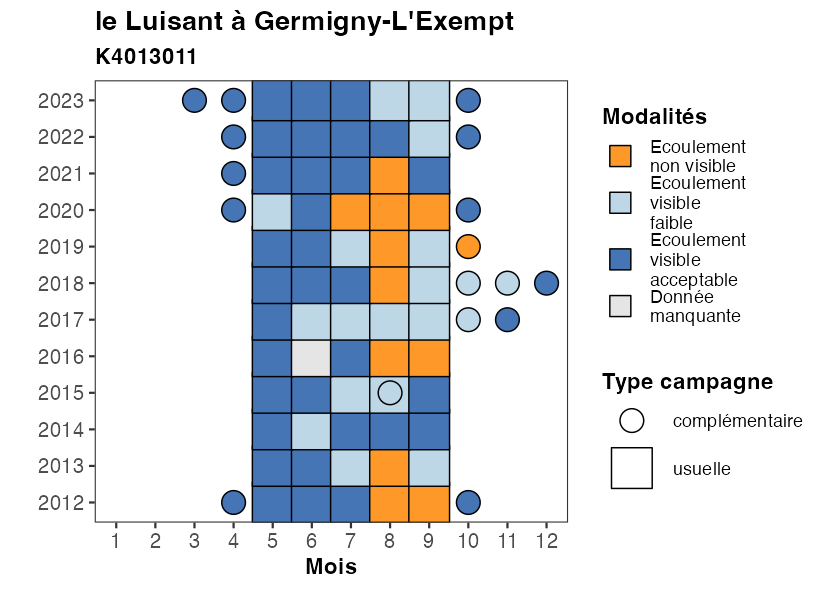 le Luisant à Germigny-L'Exempt
K4013011
2023
2022
2021
2020
2019
2018
2017
2016
2015
2014
2013
2012
1 2 3 4 5 6 7 8 9 10 11 12
Mois
Modalités
Ecoulement
non visible
Ecoulement
visible
faible
Ecoulement
visible
acceptable
Donnée
manquante
Type campagne
complémentaire
usuelle